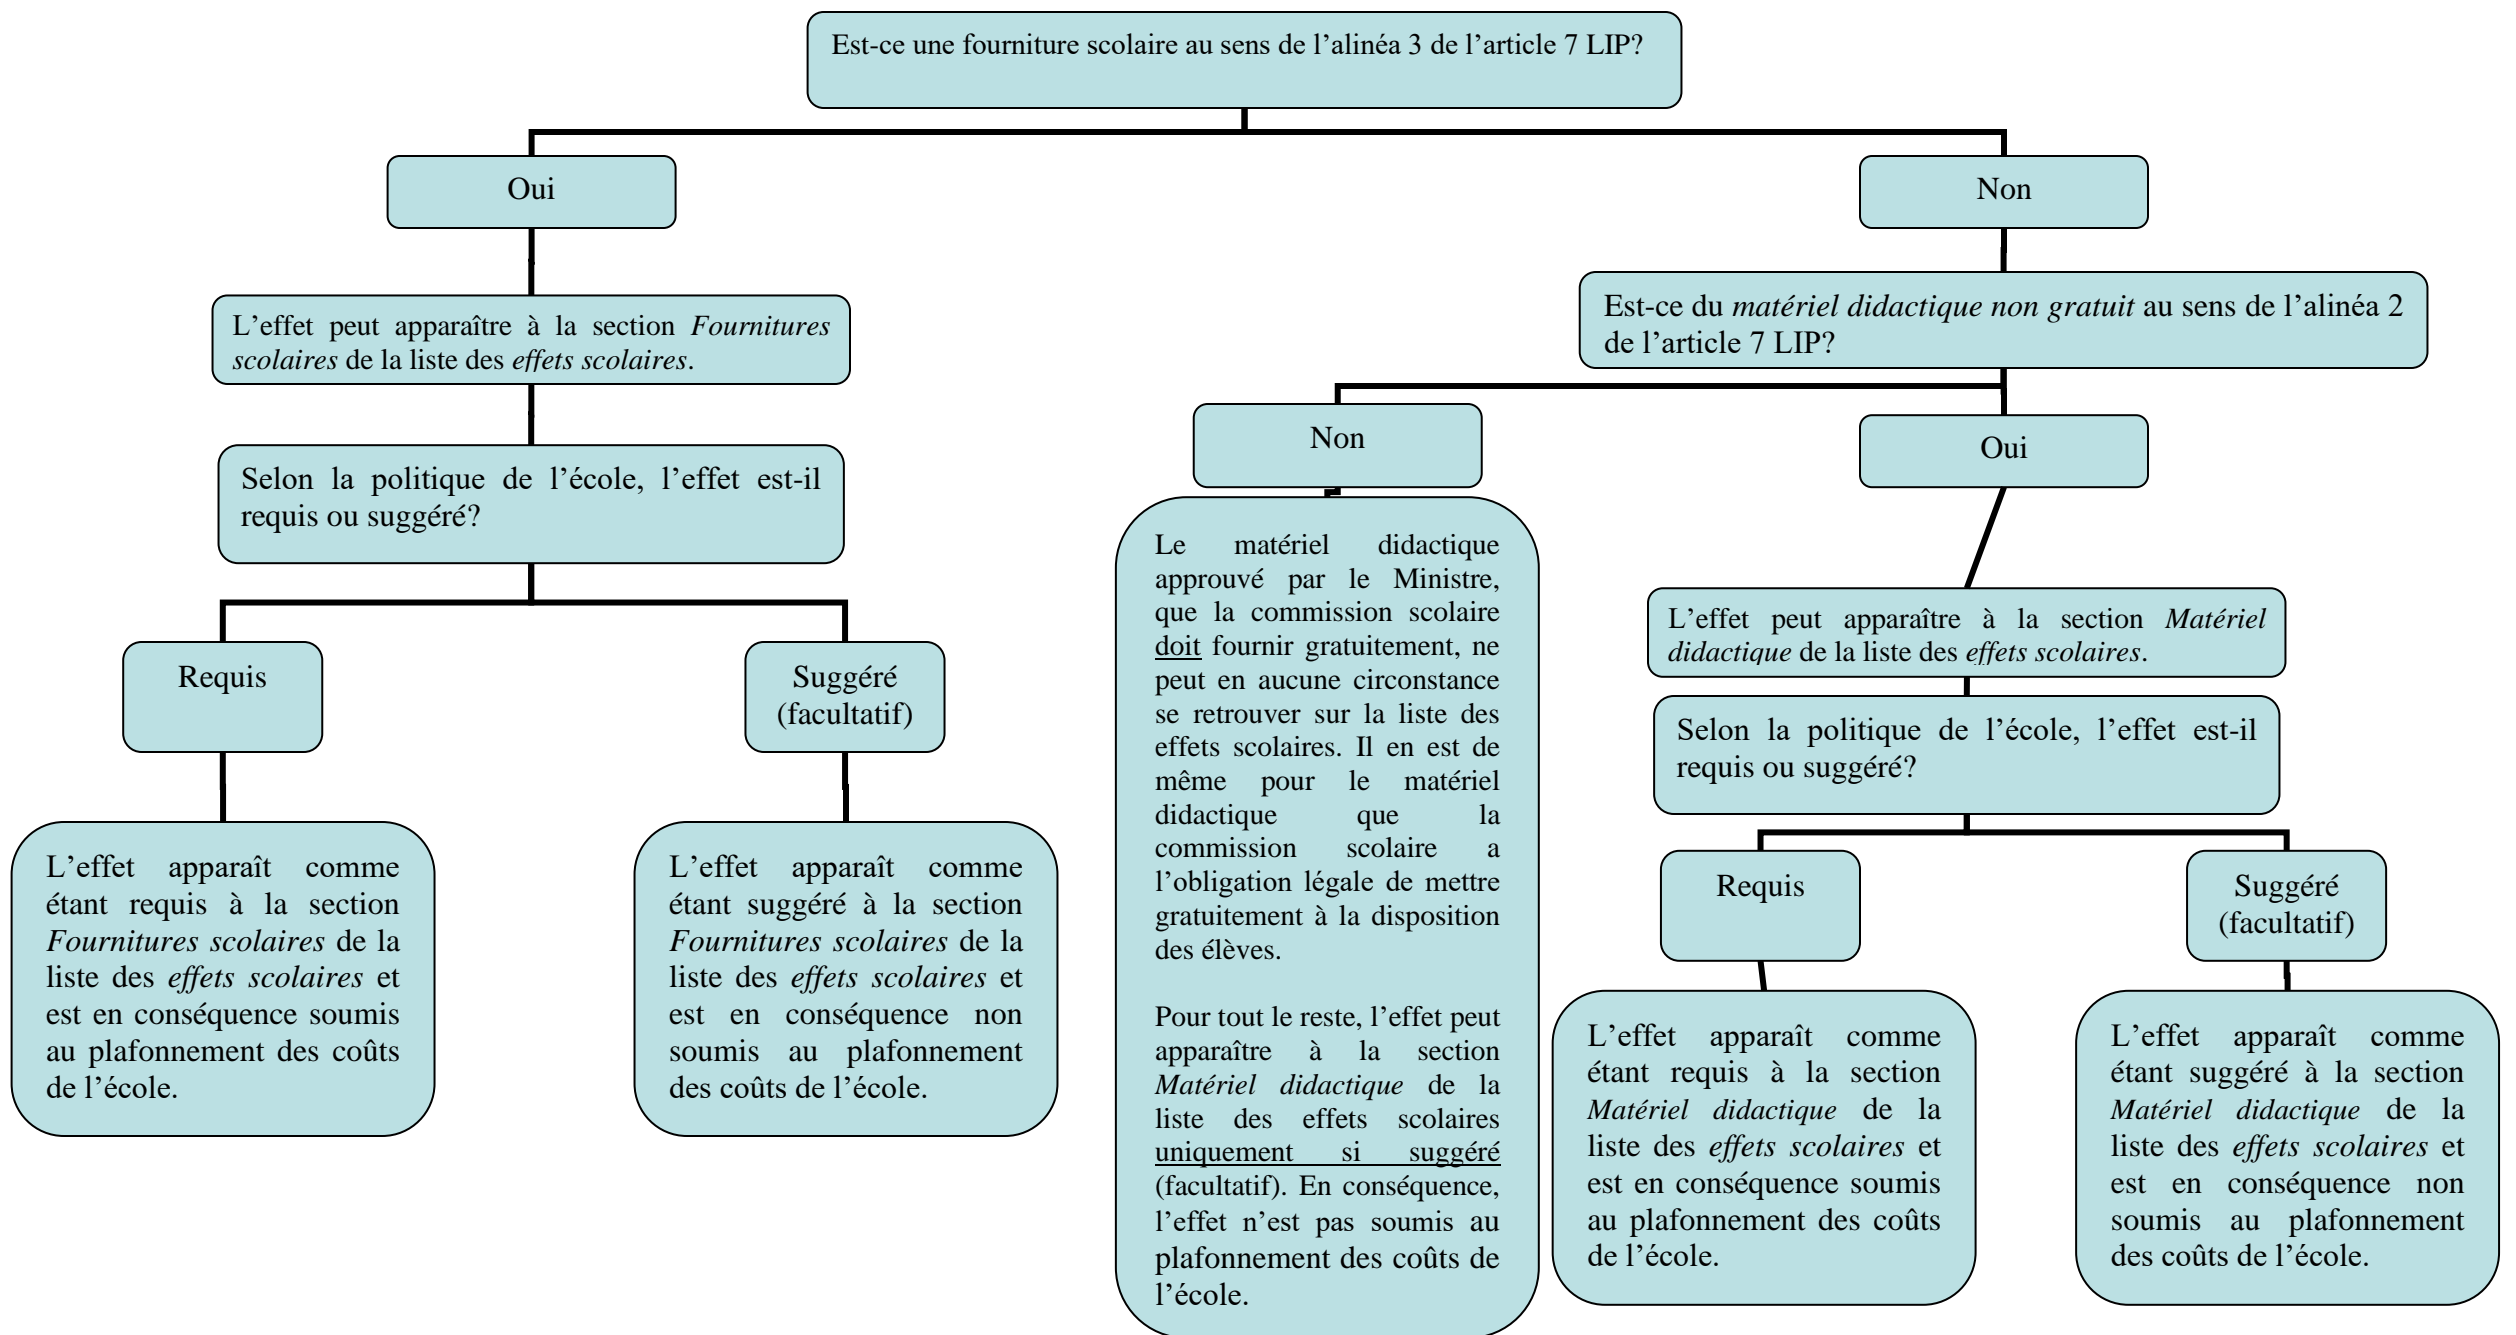 Est-ce une fourniture scolaire au sens de l’alinéa 3 de l’article 7 LIP?
Oui
L’effet peut apparaître à la section Fournitures
scolaires de la liste des effets scolaires.
Selon la politique de l’école, l’effet est-il
requis ou suggéré?
Requis
L’effet apparaît comme
étant requis à la section
Fournitures scolaires de la
liste des effets scolaires et
est en conséquence soumis
au plafonnement des coûts
de l’école.
Suggéré
(facultatif)
L’effet apparaît comme
étant suggéré à la section
Fournitures scolaires de la
liste des effets scolaires et
est en conséquence non
soumis au plafonnement
des coûts de l’école.
Non
Est-ce du matériel didactique non gratuit au sens de l’alinéa 2
de l’article 7 LIP?
Non
Le matériel didactique
approuvé par le Ministre,
que la commission scolaire
doit fournir gratuitement, ne
peut en aucune circonstance
se retrouver sur la liste des
effets scolaires. Il en est de
même pour le matériel
didactique que la
commission scolaire a
l’obligation légale de mettre
gratuitement à la disposition
des élèves.
Pour tout le reste, l’effet peut
apparaître à la section
Matériel didactique de la
liste des effets scolaires
uniquement si suggéré
(facultatif). En conséquence,
l’effet n’est pas soumis au
plafonnement des coûts de
l’école.
Oui
L’effet peut apparaître à la section Matériel
didactique de la liste des effets scolaires.
Selon la politique de l’école, l’effet est-il
requis ou suggéré?
Requis
L’effet apparaît comme
étant requis à la section
Matériel didactique de la
liste des effets scolaires et
est en conséquence soumis
au plafonnement des coûts
de l’école.
Suggéré
(facultatif)
L’effet apparaît comme
étant suggéré à la section
Matériel didactique de la
liste des effets scolaires et
est en conséquence non
soumis au plafonnement
des coûts de l’école.